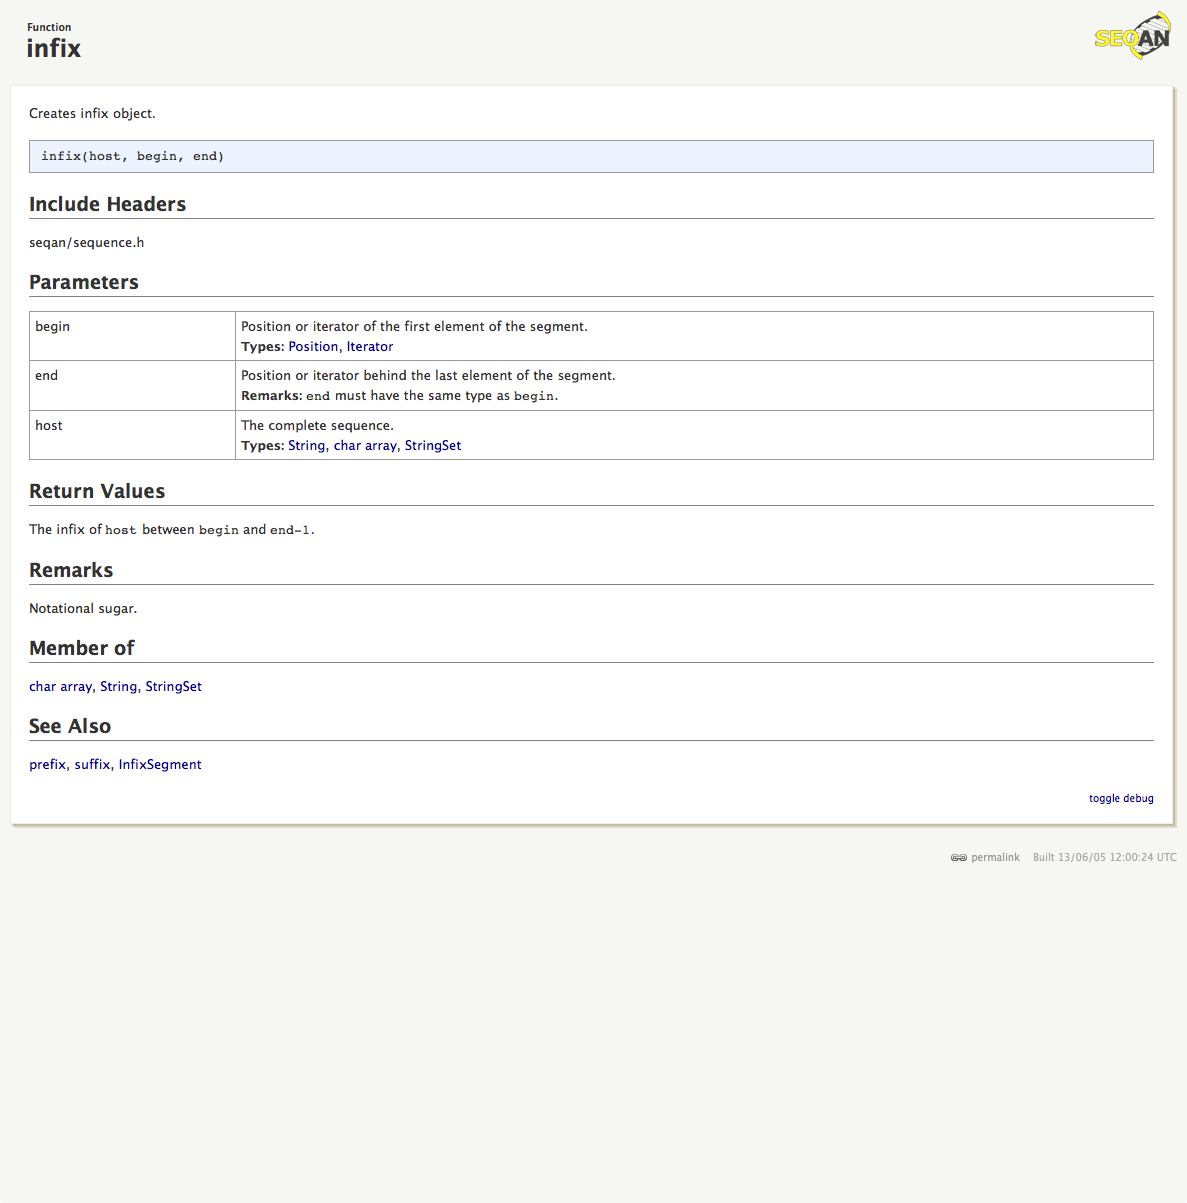 Function
infix
SEQAN
Creates infix object.
infix(host, begin, end)
Include Headers
seqan/sequence.h
Parameters
begin
Position or iterator of the first element of the segment.
Types: Position, Iterator
end
Position or iterator behind the last element of the segment.
Remarks: end must have the same type as begin.
host
The complete sequence.
Types: String, char array, StringSet
Return Values
The infix of host between begin and end-1.
Remarks
Notational sugar.
Member of
char array, String, StringSet
See Also
prefix, suffix, InfixSegment
toggle debug
permalink Built 13/06/05 12:00:24 UTC